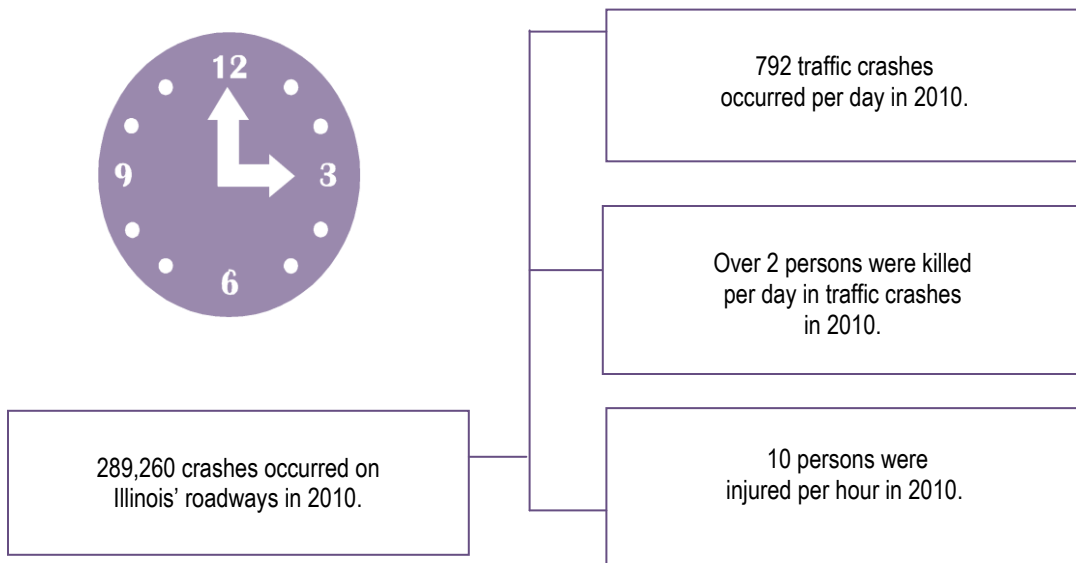 12
9
3
6
792 traffic crashes
occurred per day in 2010.
Over 2 persons were killed
per day in traffic crashes
in 2010.
289,260 crashes occurred on
Illinois’ roadways in 2010.
10 persons were
injured per hour in 2010.